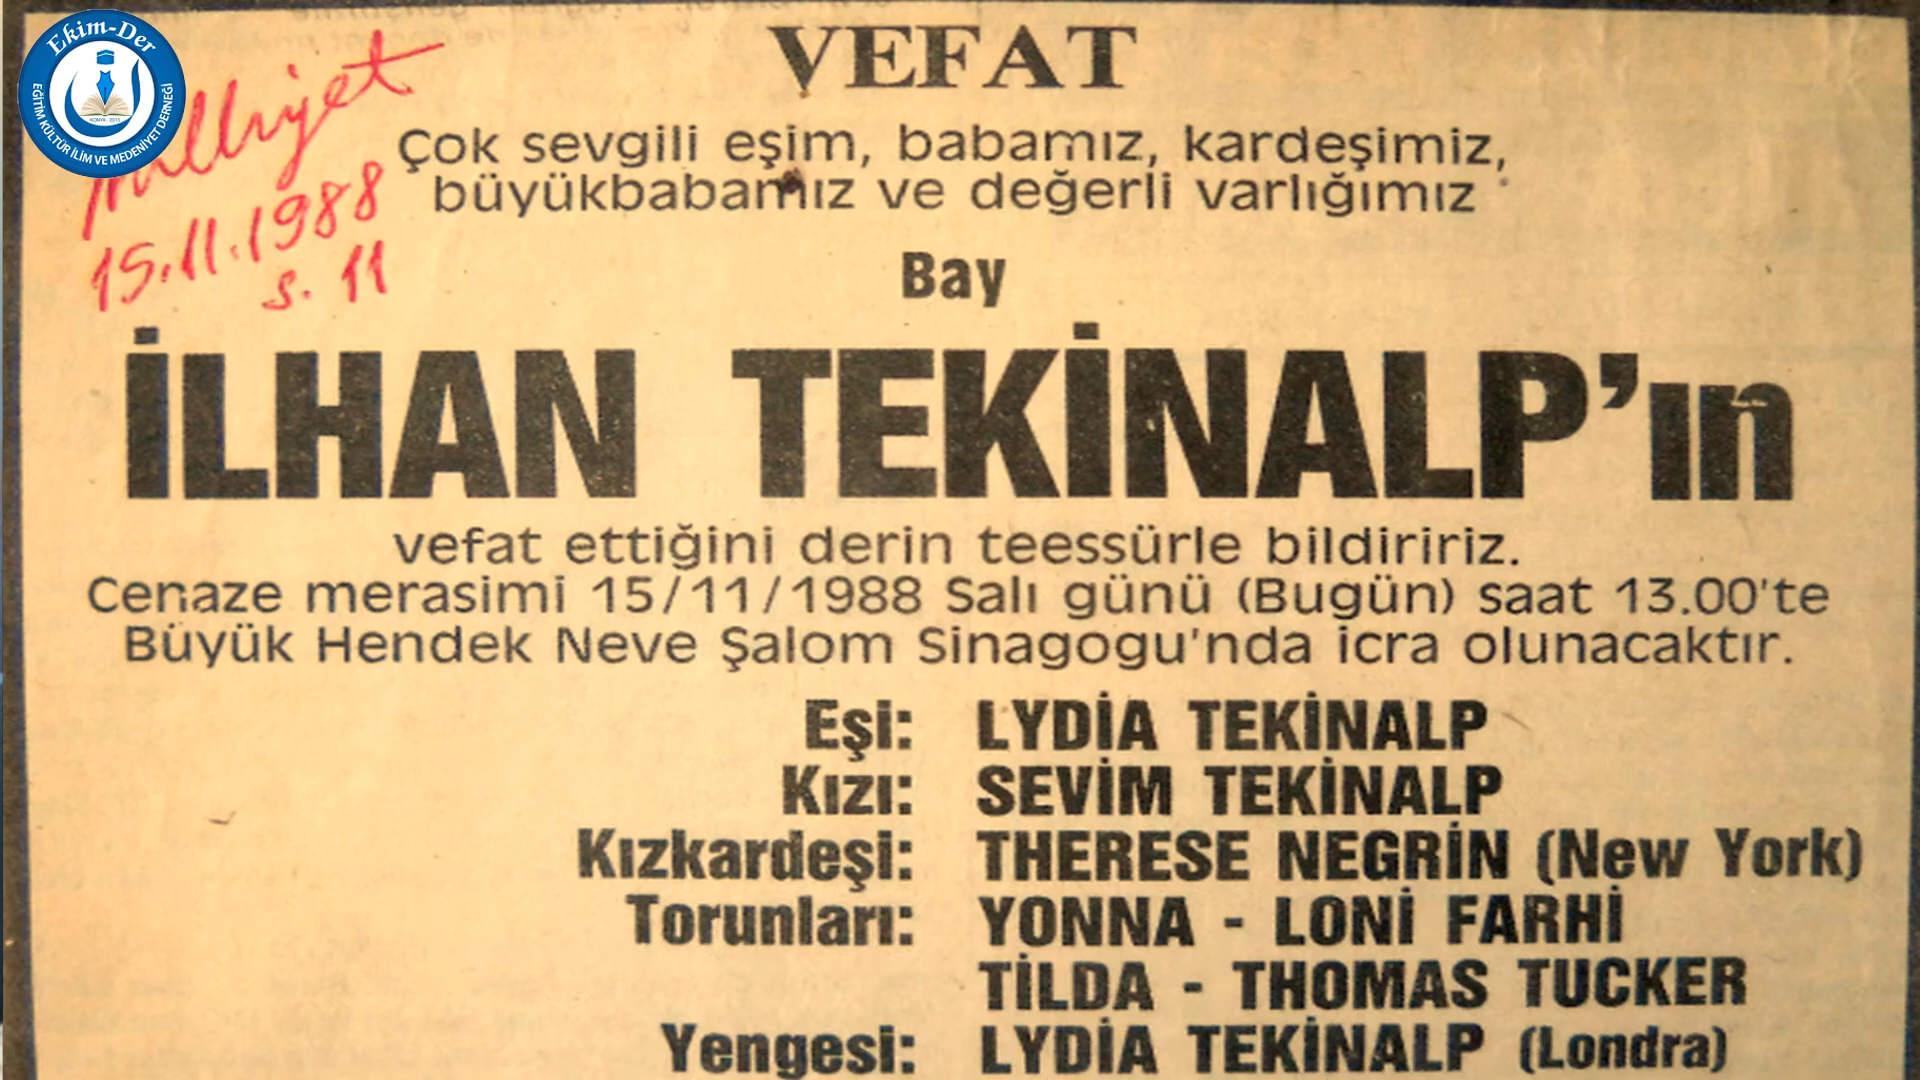 Ekim-Der
EĞİTİM KÜLTÜR İLİM VE MEDENİYET DERNEĞİ
KONYA - 2015
Milliyet
15.11.1988
s. 11
VEFAT
Çok sevgili eşim, babamız, kardeşimiz,
büyükbabamız ve değerli varlığımız
Bay
İLHAN TEKİNALP'ın
vefat ettiğini derin teessürle bildiririz.
Cenaze merasimi 15/11/1988 Salı günü (Bugün) saat 13.00'te
Büyük Hendek Neve Şalom Sinagogu'nda icra olunacaktır.
Eşi: LYDİA TEKİNALP
Kızı: SEVİM TEKİNALP
Kızkardeşi: THERESE NEGRİN (New York)
Torunları: YONNA - LONİ FARHİ
TİLDA - THOMAS TUCKER
Yengesi: LYDİA TEKİNALP (Londra)